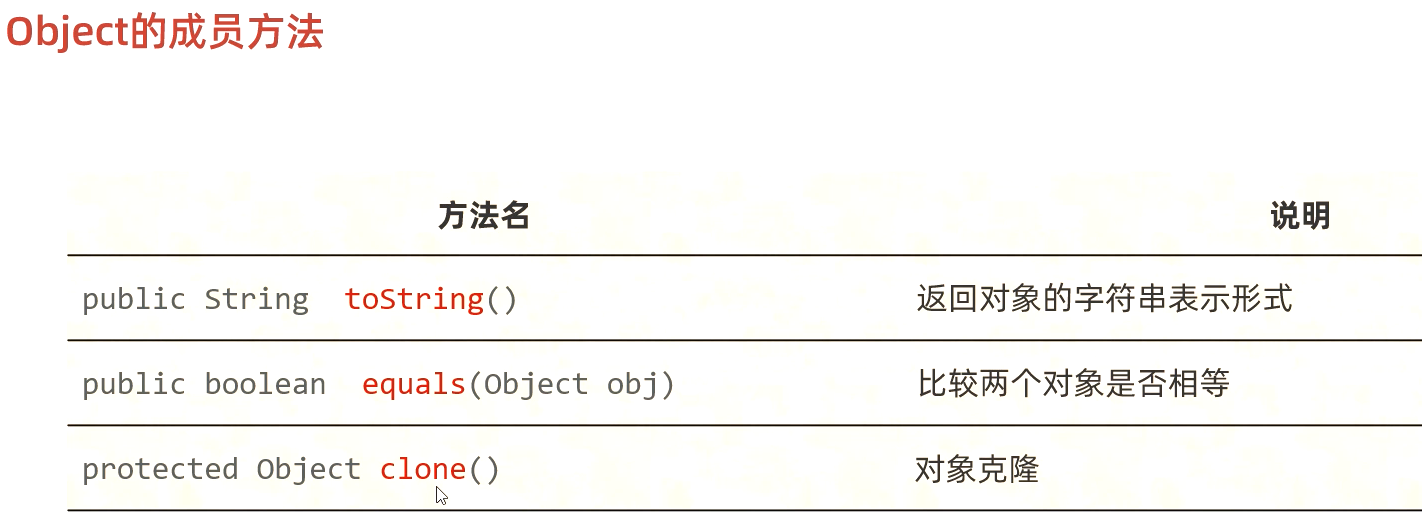 Object的成员方法
方法名 说明
public String toString() 返回对象的字符串表示形式
public boolean equals(Object obj) 比较两个对象是否相等
protected Object clone() 对象克隆